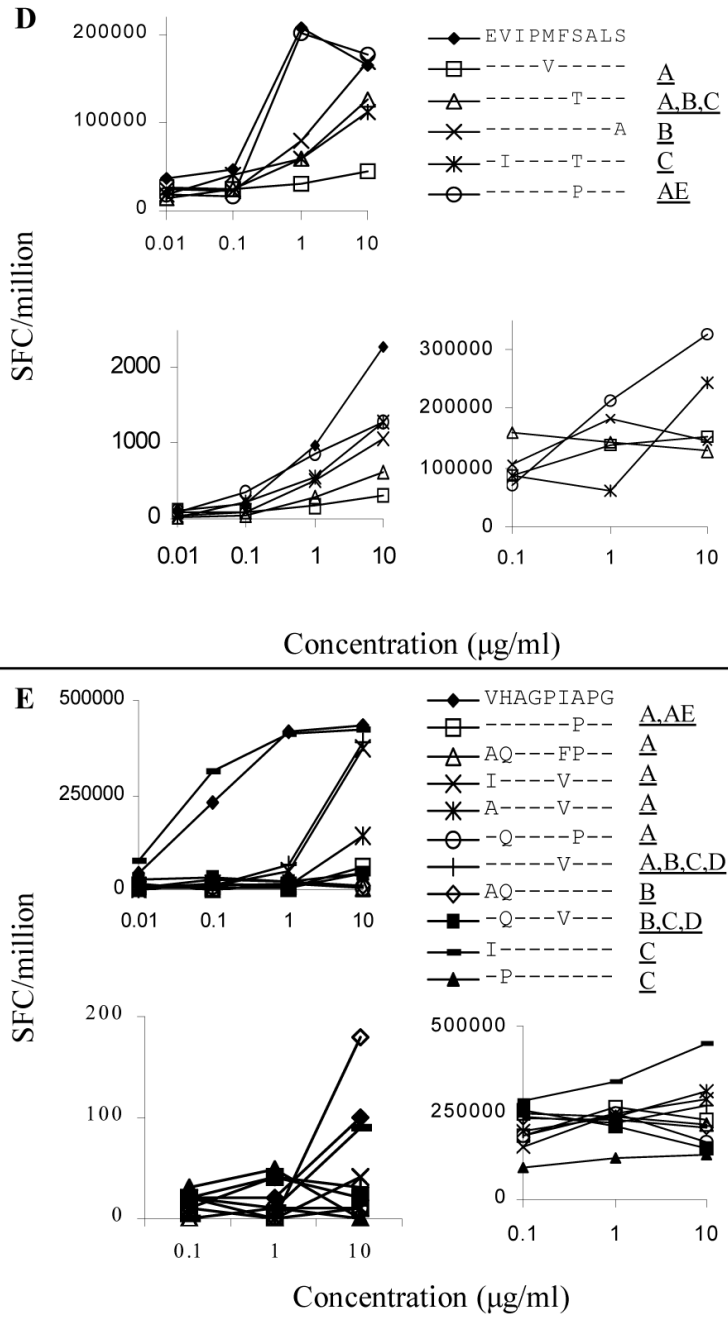 D
200000
100000
0
0.01 0.1 1 10
EVIPMFSALS
----V----- A
------T--- A,B,C
---------A B
-I----T--- C
------P--- AE
SFC/million
2000
1000
0
0.01 0.1 1 10
300000
200000
100000
0
0.1 1 10
Concentration (μg/ml)
E
500000
250000
0
0.01 0.1 1 10
VHAGPIAPG
------P-- A,AE
AQ---FP-- A
I----V--- A
A----V--- A
-Q----P-- A
-----V--- A,B,C,D
AQ------- B
-Q---V--- B,C,D
I-------- C
-P------- C
SFC/million
200
100
0
0.1 1 10
500000
250000
0
0.1 1 10
Concentration (μg/ml)